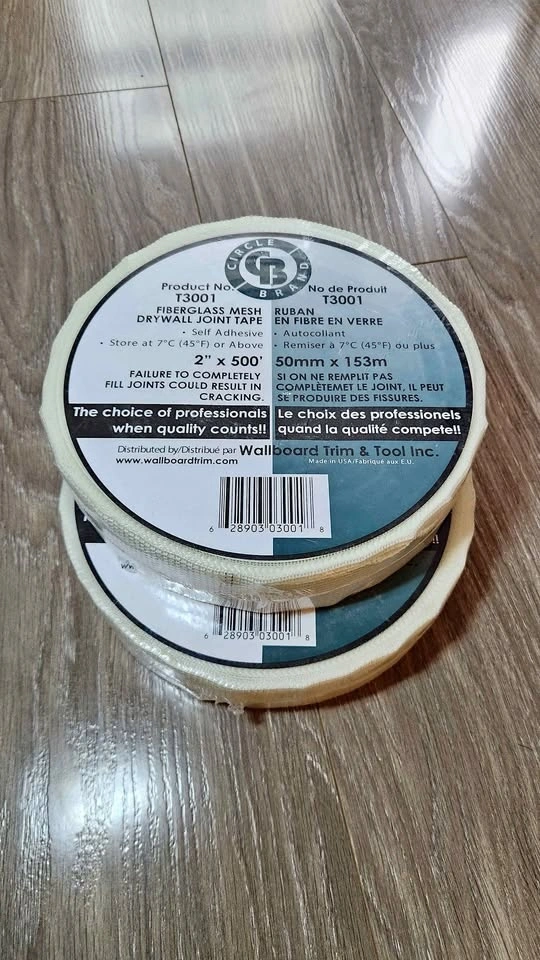 CIRCLE
CB
BRAND
Product No.
T3001
FIBERGLASS MESH
DRYWALL JOINT TAPE
• Self Adhesive
• Store at 7°C (45°F) or Above
2" x 500'
FAILURE TO COMPLETELY
FILL JOINTS COULD RESULT IN
CRACKING.
The choice of professionals
when quality counts!!
No de Produit
T3001
RUBAN
EN FIBRE EN VERRE
• Autocollant
• Remiser à 7°C (45°F) ou plus
50mm x 153m
SI ON NE REMPLIT PAS
COMPLÈTEMET LE JOINT, IL PEUT
SE PRODUIRE DES FISSURES.
Le choix des professionels
quand la qualité compete!!
Distributed by/Distribué par Wallboard Trim & Tool Inc.
www.wallboardtrim.com
Made in USA/Fabriqué aux E.U.
6 28903 03001 8
6 28903 03001 8